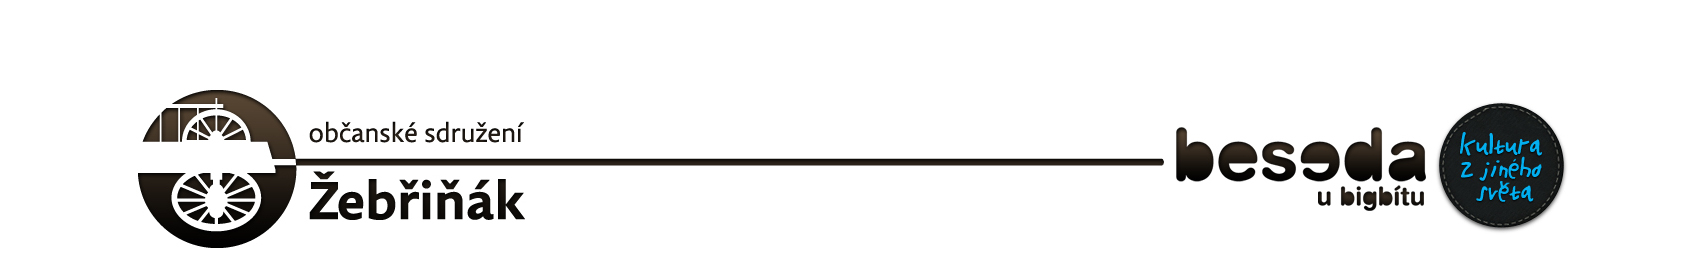 občanské sdružení
Žebřiňák
beseda
u bigbítu
kultura
z jiného
světa